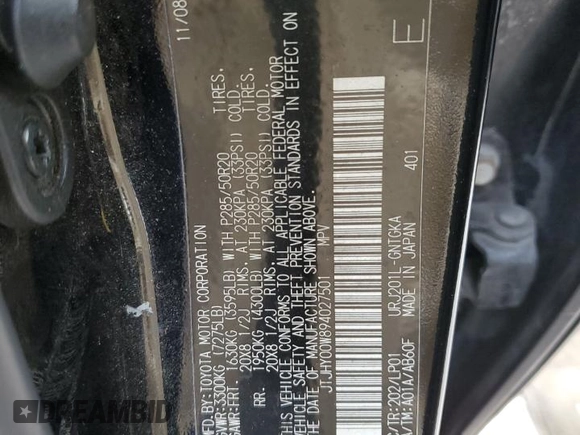 11/08
MFD.BY:TOYOTA MOTOR CORPORATION
GVWR:3300KG (7275LB)
GAWR:FRT. 1630KG (3595LB) WITH P285/50R20 TIRES,
20X8 1/2J RIMS, AT 230KPA (33PSI) COLD.
RR. 1950KG (4300LB) WITH P285/50R20 TIRES,
20X8 1/2J RIMS, AT 230KPA (33PSI) COLD.
THIS VEHICLE CONFORMS TO ALL APPLICABLE FEDERAL MOTOR
VEHICLE SAFETY AND THEFT PREVENTION STANDARDS IN EFFECT ON
THE DATE OF MANUFACTURE SHOWN ABOVE.
JTJHY00W894027501 MPV
E
C/TR:202/LP01 URJ201L-GNTGKA
A/TM:A01A/AB60F MADE IN JAPAN 401
AUTOHELPERBOT.COM